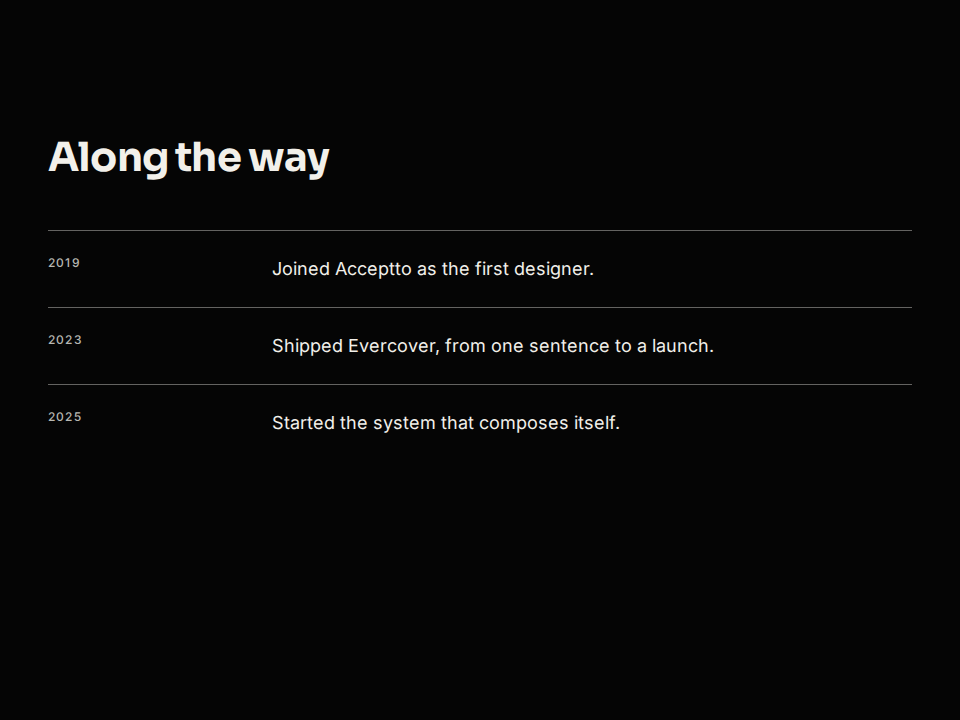 Along the way
2019
Joined Acceptto as the first designer.
2023
Shipped Evercover, from one sentence to a launch.
2025
Started the system that composes itself.